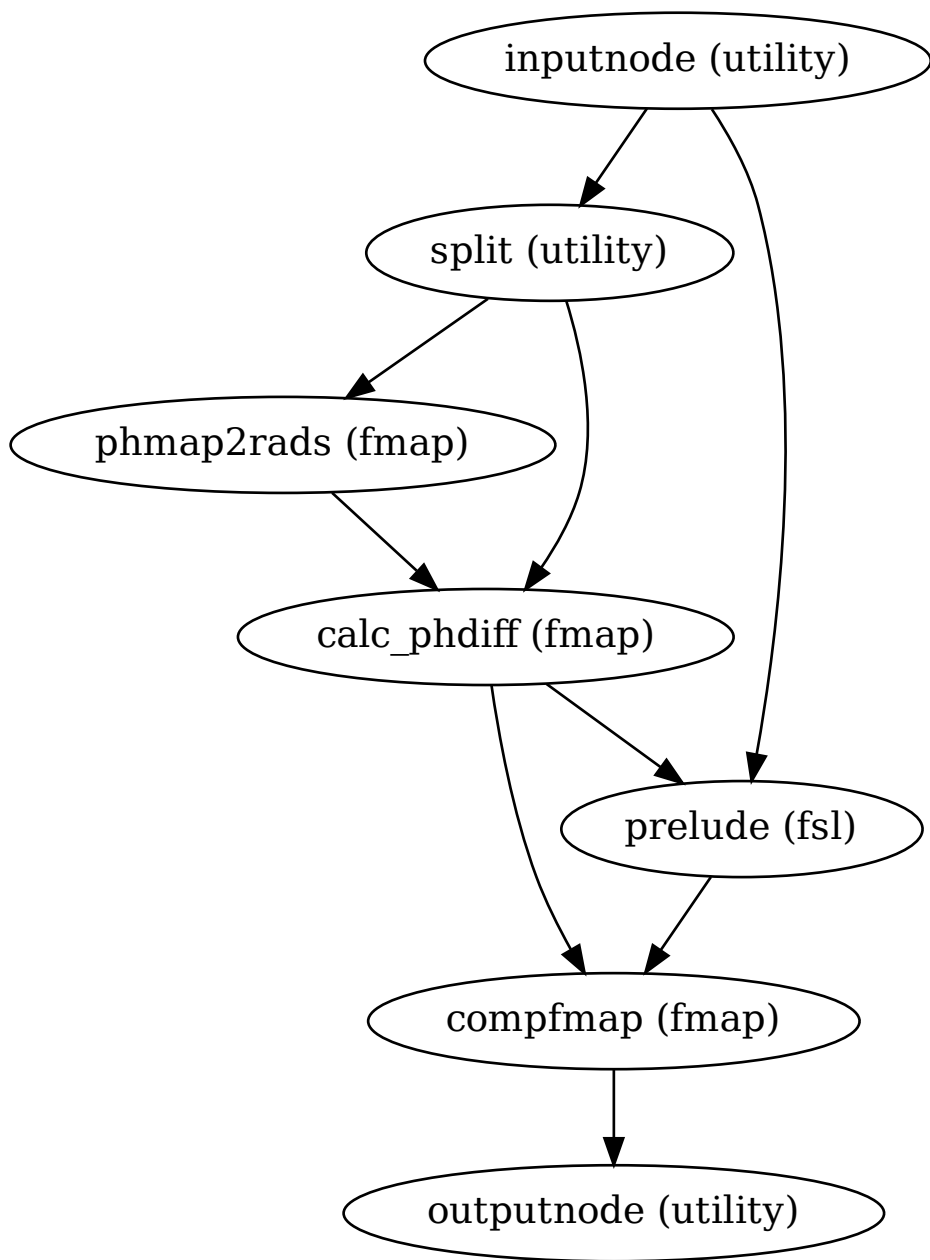 inputnode (utility)
split (utility)
phmap2rads (fmap)
calc_phdiff (fmap)
prelude (fsl)
compfmap (fmap)
outputnode (utility)